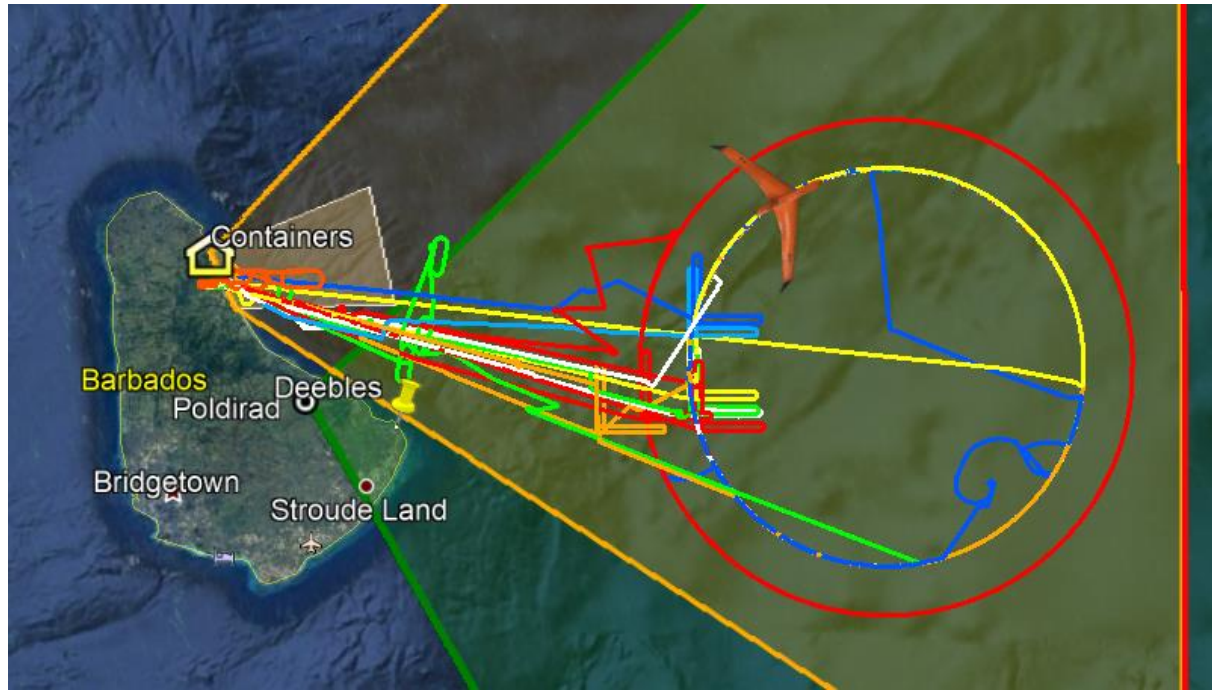 Containers
Barbados
Deebles
Poldirad
Bridgetown
Stroude Land